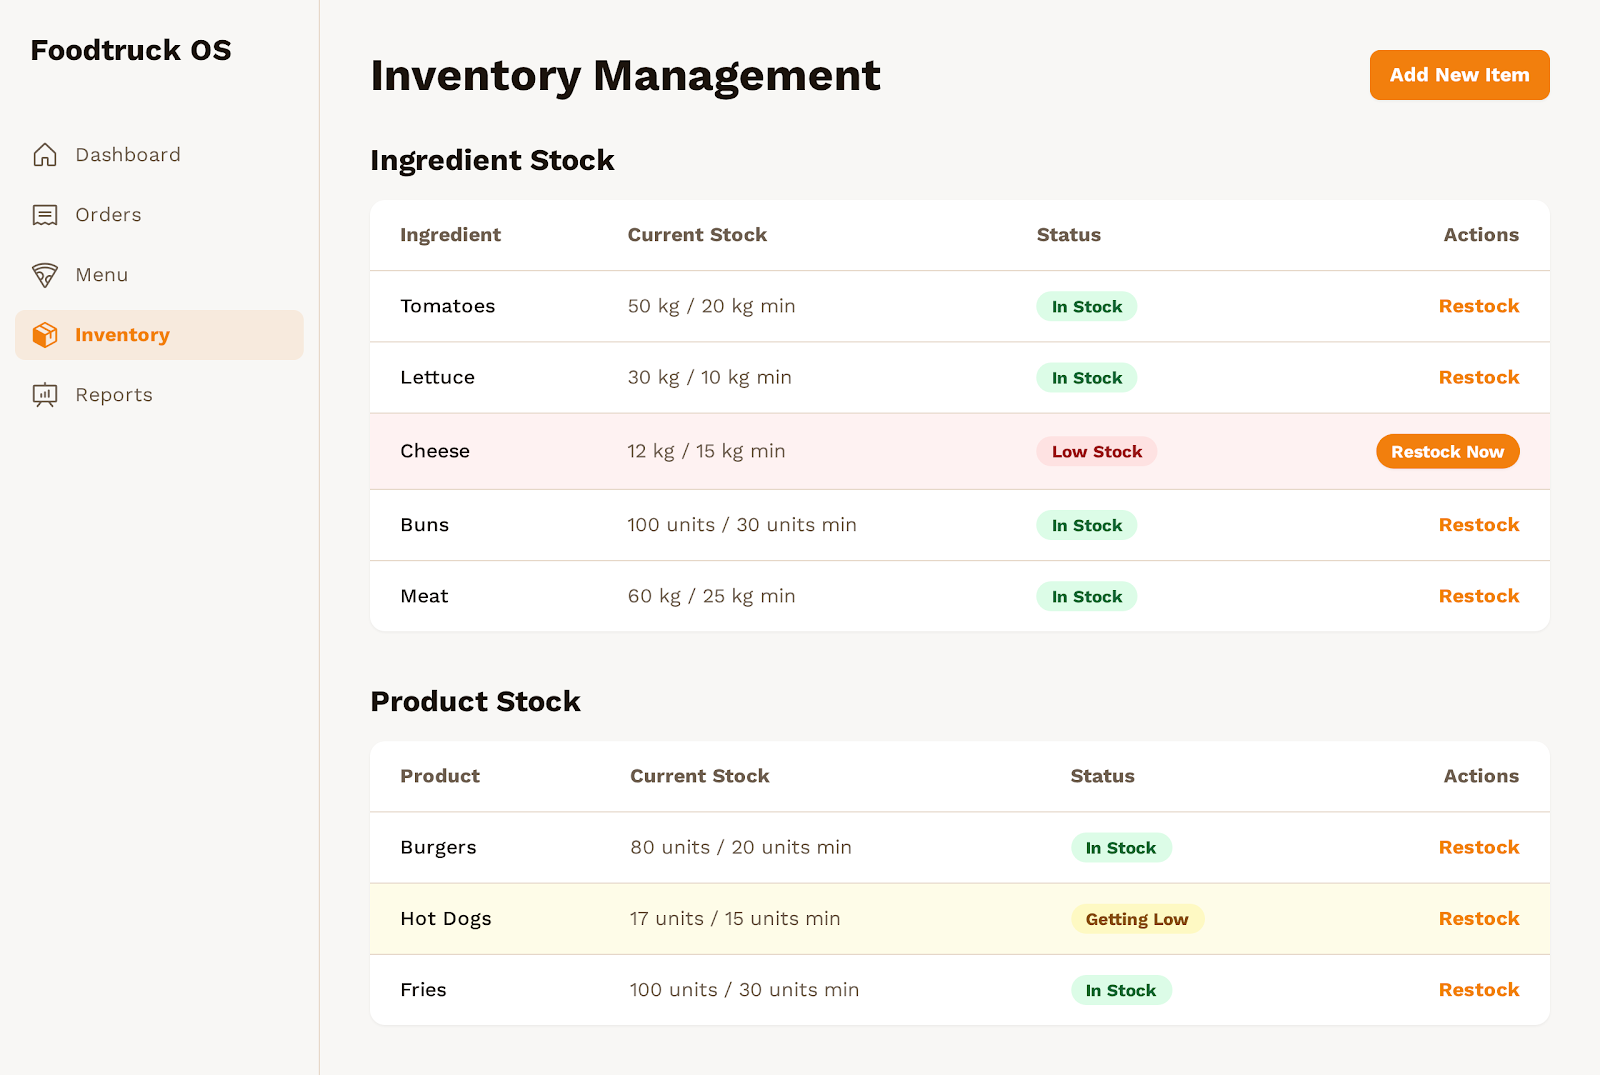 Foodtruck OS
Dashboard
Orders
Menu
Inventory
Reports
Inventory Management
Add New Item
Ingredient Stock
Ingredient Current Stock Status Actions
Tomatoes 50 kg / 20 kg min In Stock Restock
Lettuce 30 kg / 10 kg min In Stock Restock
Cheese 12 kg / 15 kg min Low Stock Restock Now
Buns 100 units / 30 units min In Stock Restock
Meat 60 kg / 25 kg min In Stock Restock
Product Stock
Product Current Stock Status Actions
Burgers 80 units / 20 units min In Stock Restock
Hot Dogs 17 units / 15 units min Getting Low Restock
Fries 100 units / 30 units min In Stock Restock